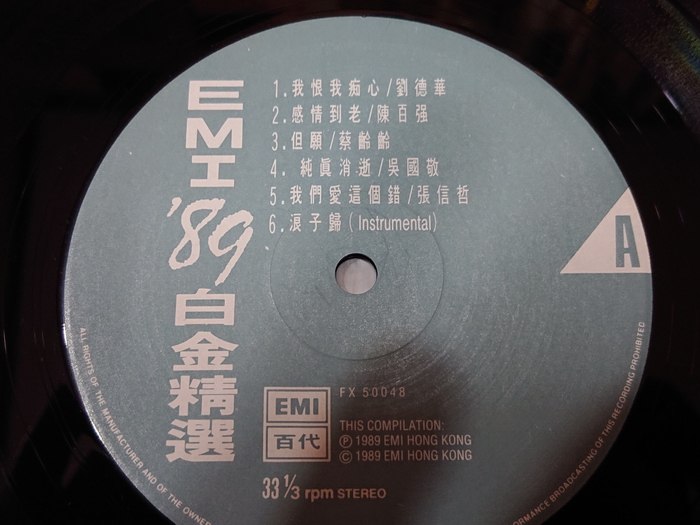 EMI '89 白金精選
1.我恨我痴心/劉德華
2.感情到老/陳百强
3.但願/蔡齡齡
4. 純眞消逝/吳國敬
5.我們愛這個錯/張信哲
6.浪子歸(Instrumental)
A
FX 50048
EMI
百代
THIS COMPILATION:
Ⓟ 1989 EMI HONG KONG
© 1989 EMI HONG KONG
33 1/3 rpm STEREO
ALL RIGHTS OF THE MANUFACTURER AND OF THE OWNER
PERFORMANCE BROADCASTING OF THIS RECORDING PROHIBITED